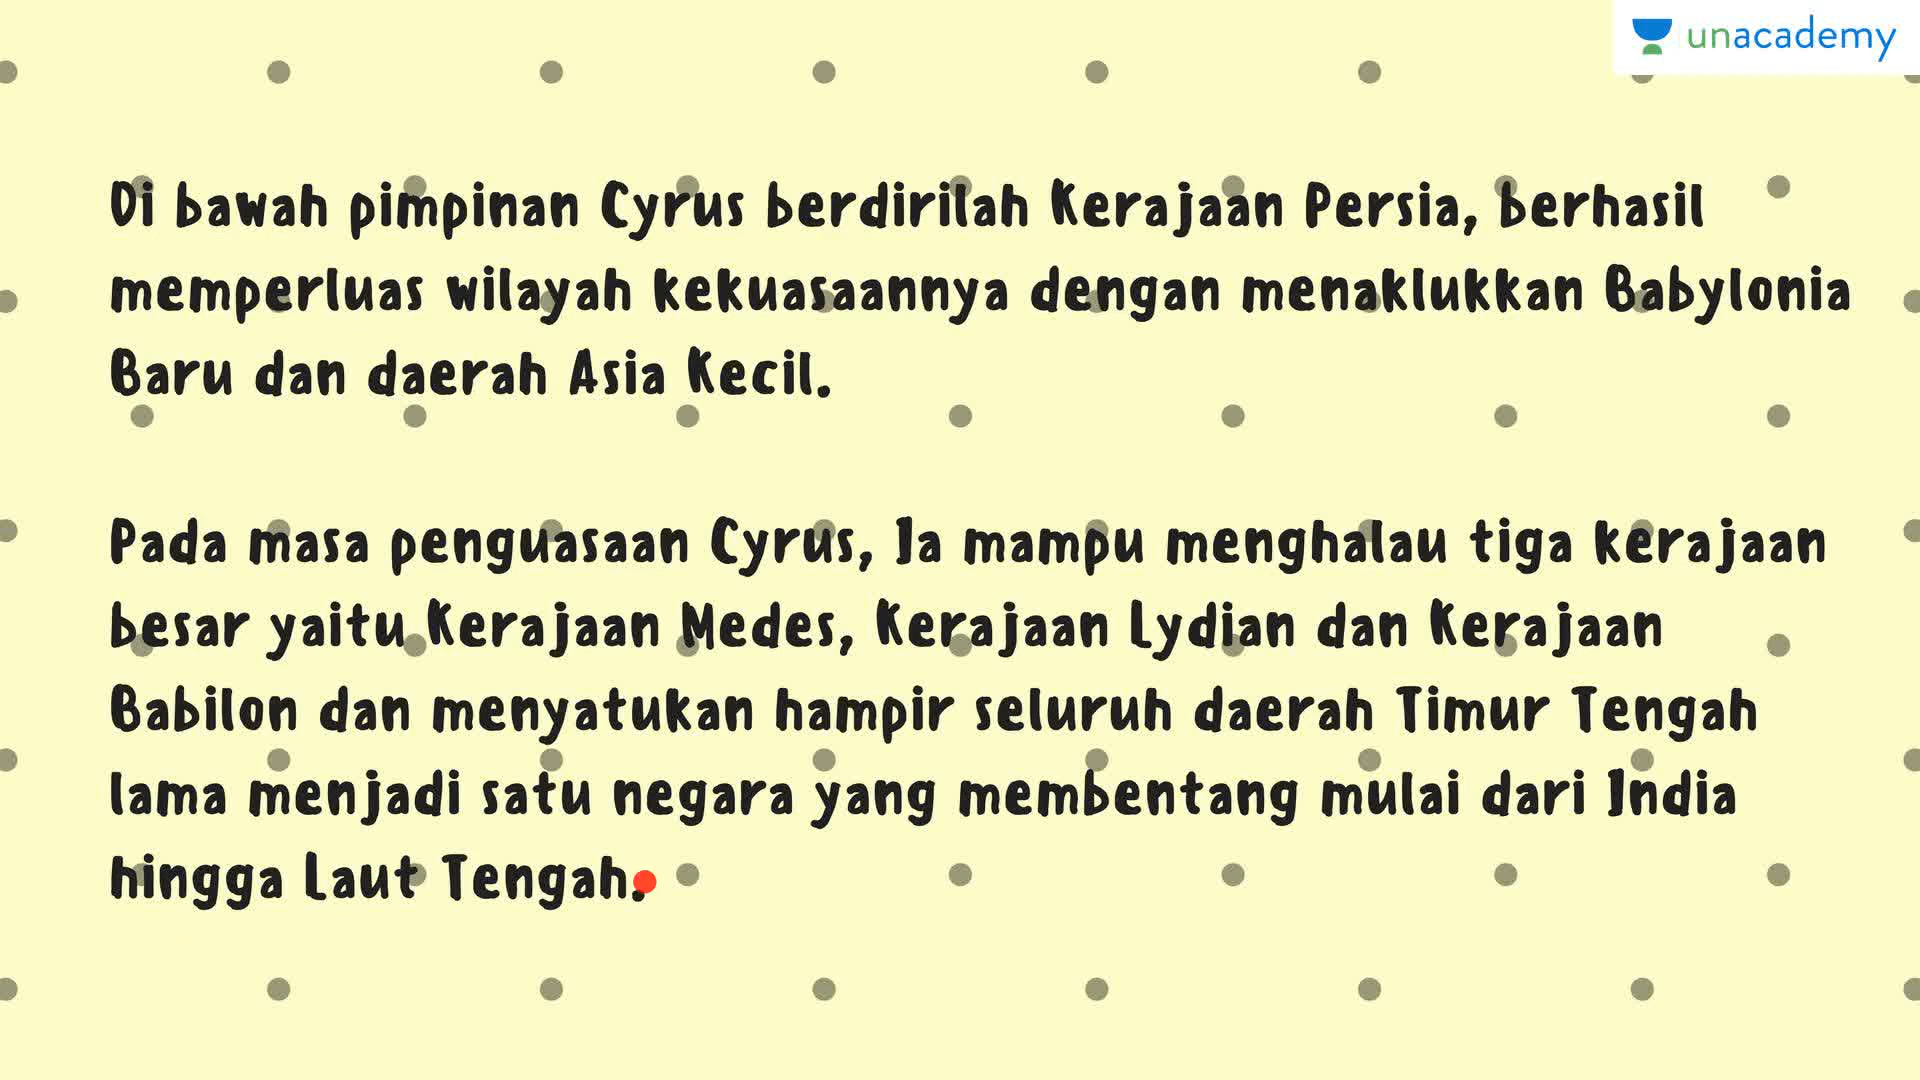 unacademy
Di bawah pimpinan Cyrus berdirilah Kerajaan Persia, berhasil
memperluas wilayah kekuasaannya dengan menaklukkan Babylonia
Baru dan daerah Asia Kecil.
Pada masa penguasaan Cyrus, Ia mampu menghalau tiga kerajaan
besar yaitu Kerajaan Medes, Kerajaan Lydian dan Kerajaan
Babilon dan menyatukan hampir seluruh daerah Timur Tengah
lama menjadi satu negara yang membentang mulai dari India
hingga Laut Tengah.